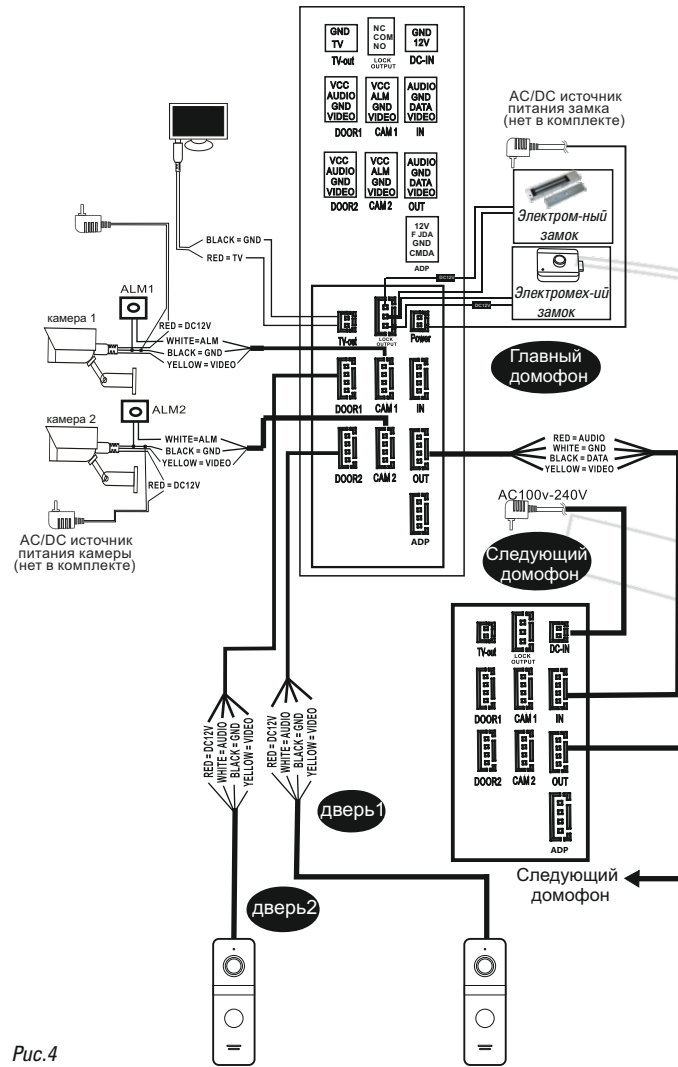 GND
TV
TV-out
NC
COM
NO
LOCK
OUTPUT
GND
12V
DC-IN
VCC
AUDIO
GND
VIDEO
DOOR1
VCC
ALM
GND
VIDEO
CAM 1
AUDIO
GND
DATA
VIDEO
IN
VCC
AUDIO
GND
VIDEO
DOOR2
VCC
ALM
GND
VIDEO
CAM 2
AUDIO
GND
DATA
VIDEO
OUT
12V
F JDA
GND
CMDA
ADP
AC/DC источник
питания замка
(нет в комплекте)
Электром-ный
замок
Электромех-ий
замок
DC12V
DC12V
BLACK = GND
RED = TV
ALM1
камера 1
RED = DC12V
WHITE=ALM
BLACK = GND
YELLOW = VIDEO
ALM2
камера 2
WHITE=ALM
BLACK = GND
YELLOW = VIDEO
RED = DC12V
AC/DC источник
питания камеры
(нет в комплекте)
TV-out
LOCK
OUTPUT
Power
DOOR1
CAM 1
IN
DOOR2
CAM 2
OUT
ADP
Главный
домофон
RED = AUDIO
WHITE = GND
BLACK = DATA
YELLOW = VIDEO
AC100v-240V
Следующий
домофон
TV-out
LOCK
OUTPUT
DC-IN
DOOR1
CAM 1
IN
DOOR2
CAM 2
OUT
ADP
Следующий
домофон
RED = DC12V
WHITE = AUDIO
BLACK = GND
YELLOW = VIDEO
RED = DC12V
WHITE = AUDIO
BLACK = GND
YELLOW = VIDEO
дверь1
дверь2
Рис.4